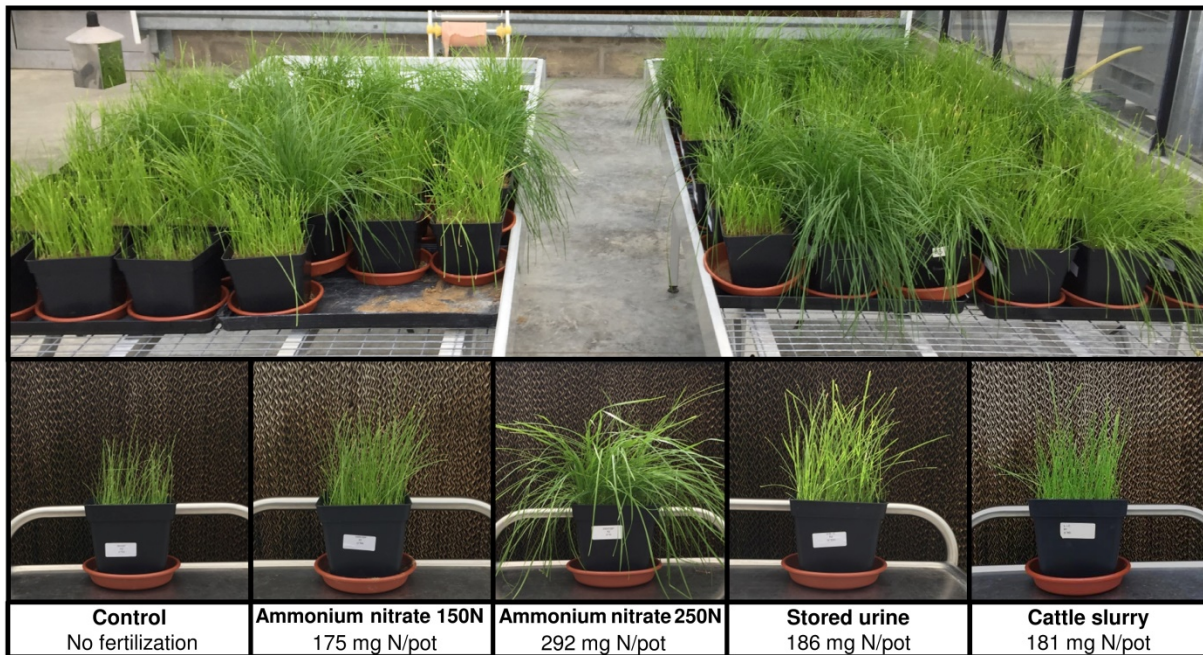 Control
No fertilization
Ammonium nitrate 150N
175 mg N/pot
Ammonium nitrate 250N
292 mg N/pot
Stored urine
186 mg N/pot
Cattle slurry
181 mg N/pot